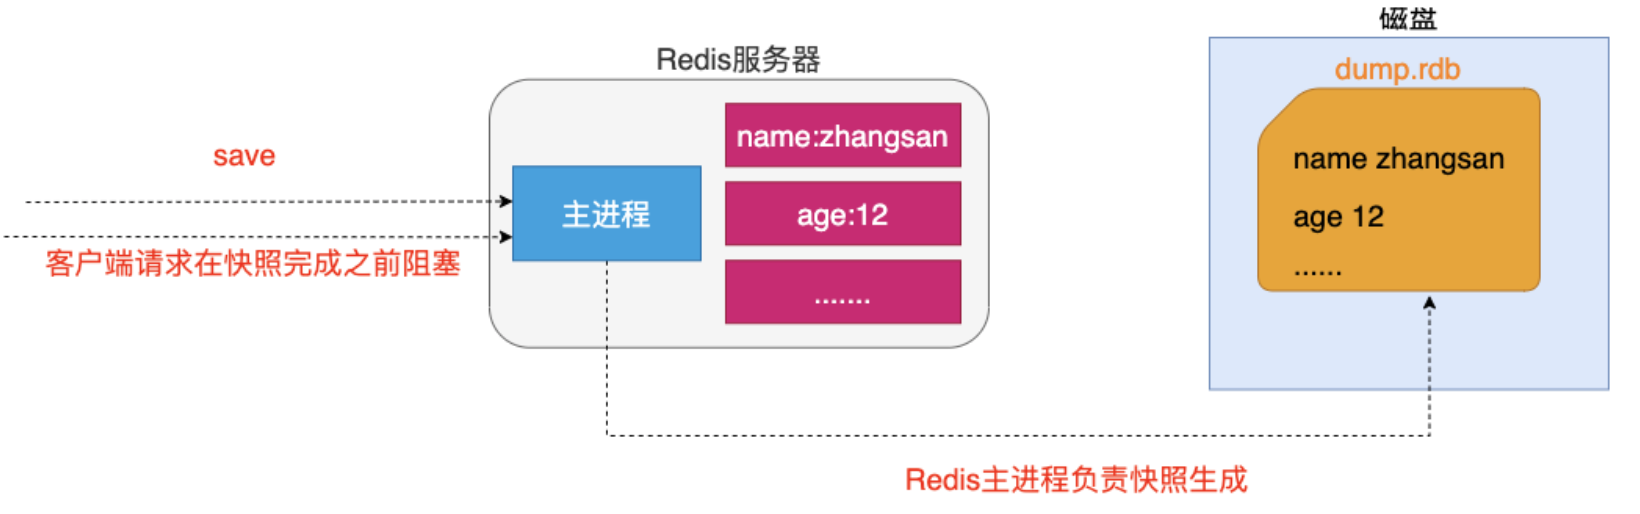 磁盘
Redis服务器
dump.rdb
name:zhangsan
name zhangsan
save
主进程
age:12
age 12
客户端请求在快照完成之前阻塞
.......
......
Redis主进程负责快照生成